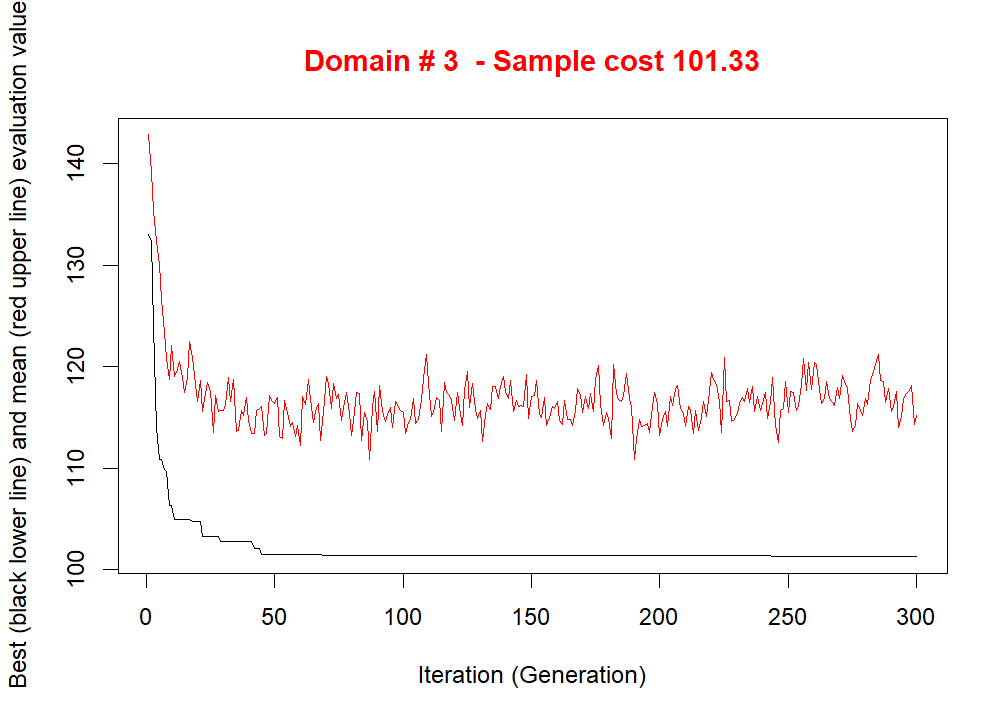 Domain # 3  - Sample cost 101.33
Best (black lower line) and mean (red upper line) evaluation value
140
130
120
110
100
0 50 100 150 200 250 300
Iteration (Generation)